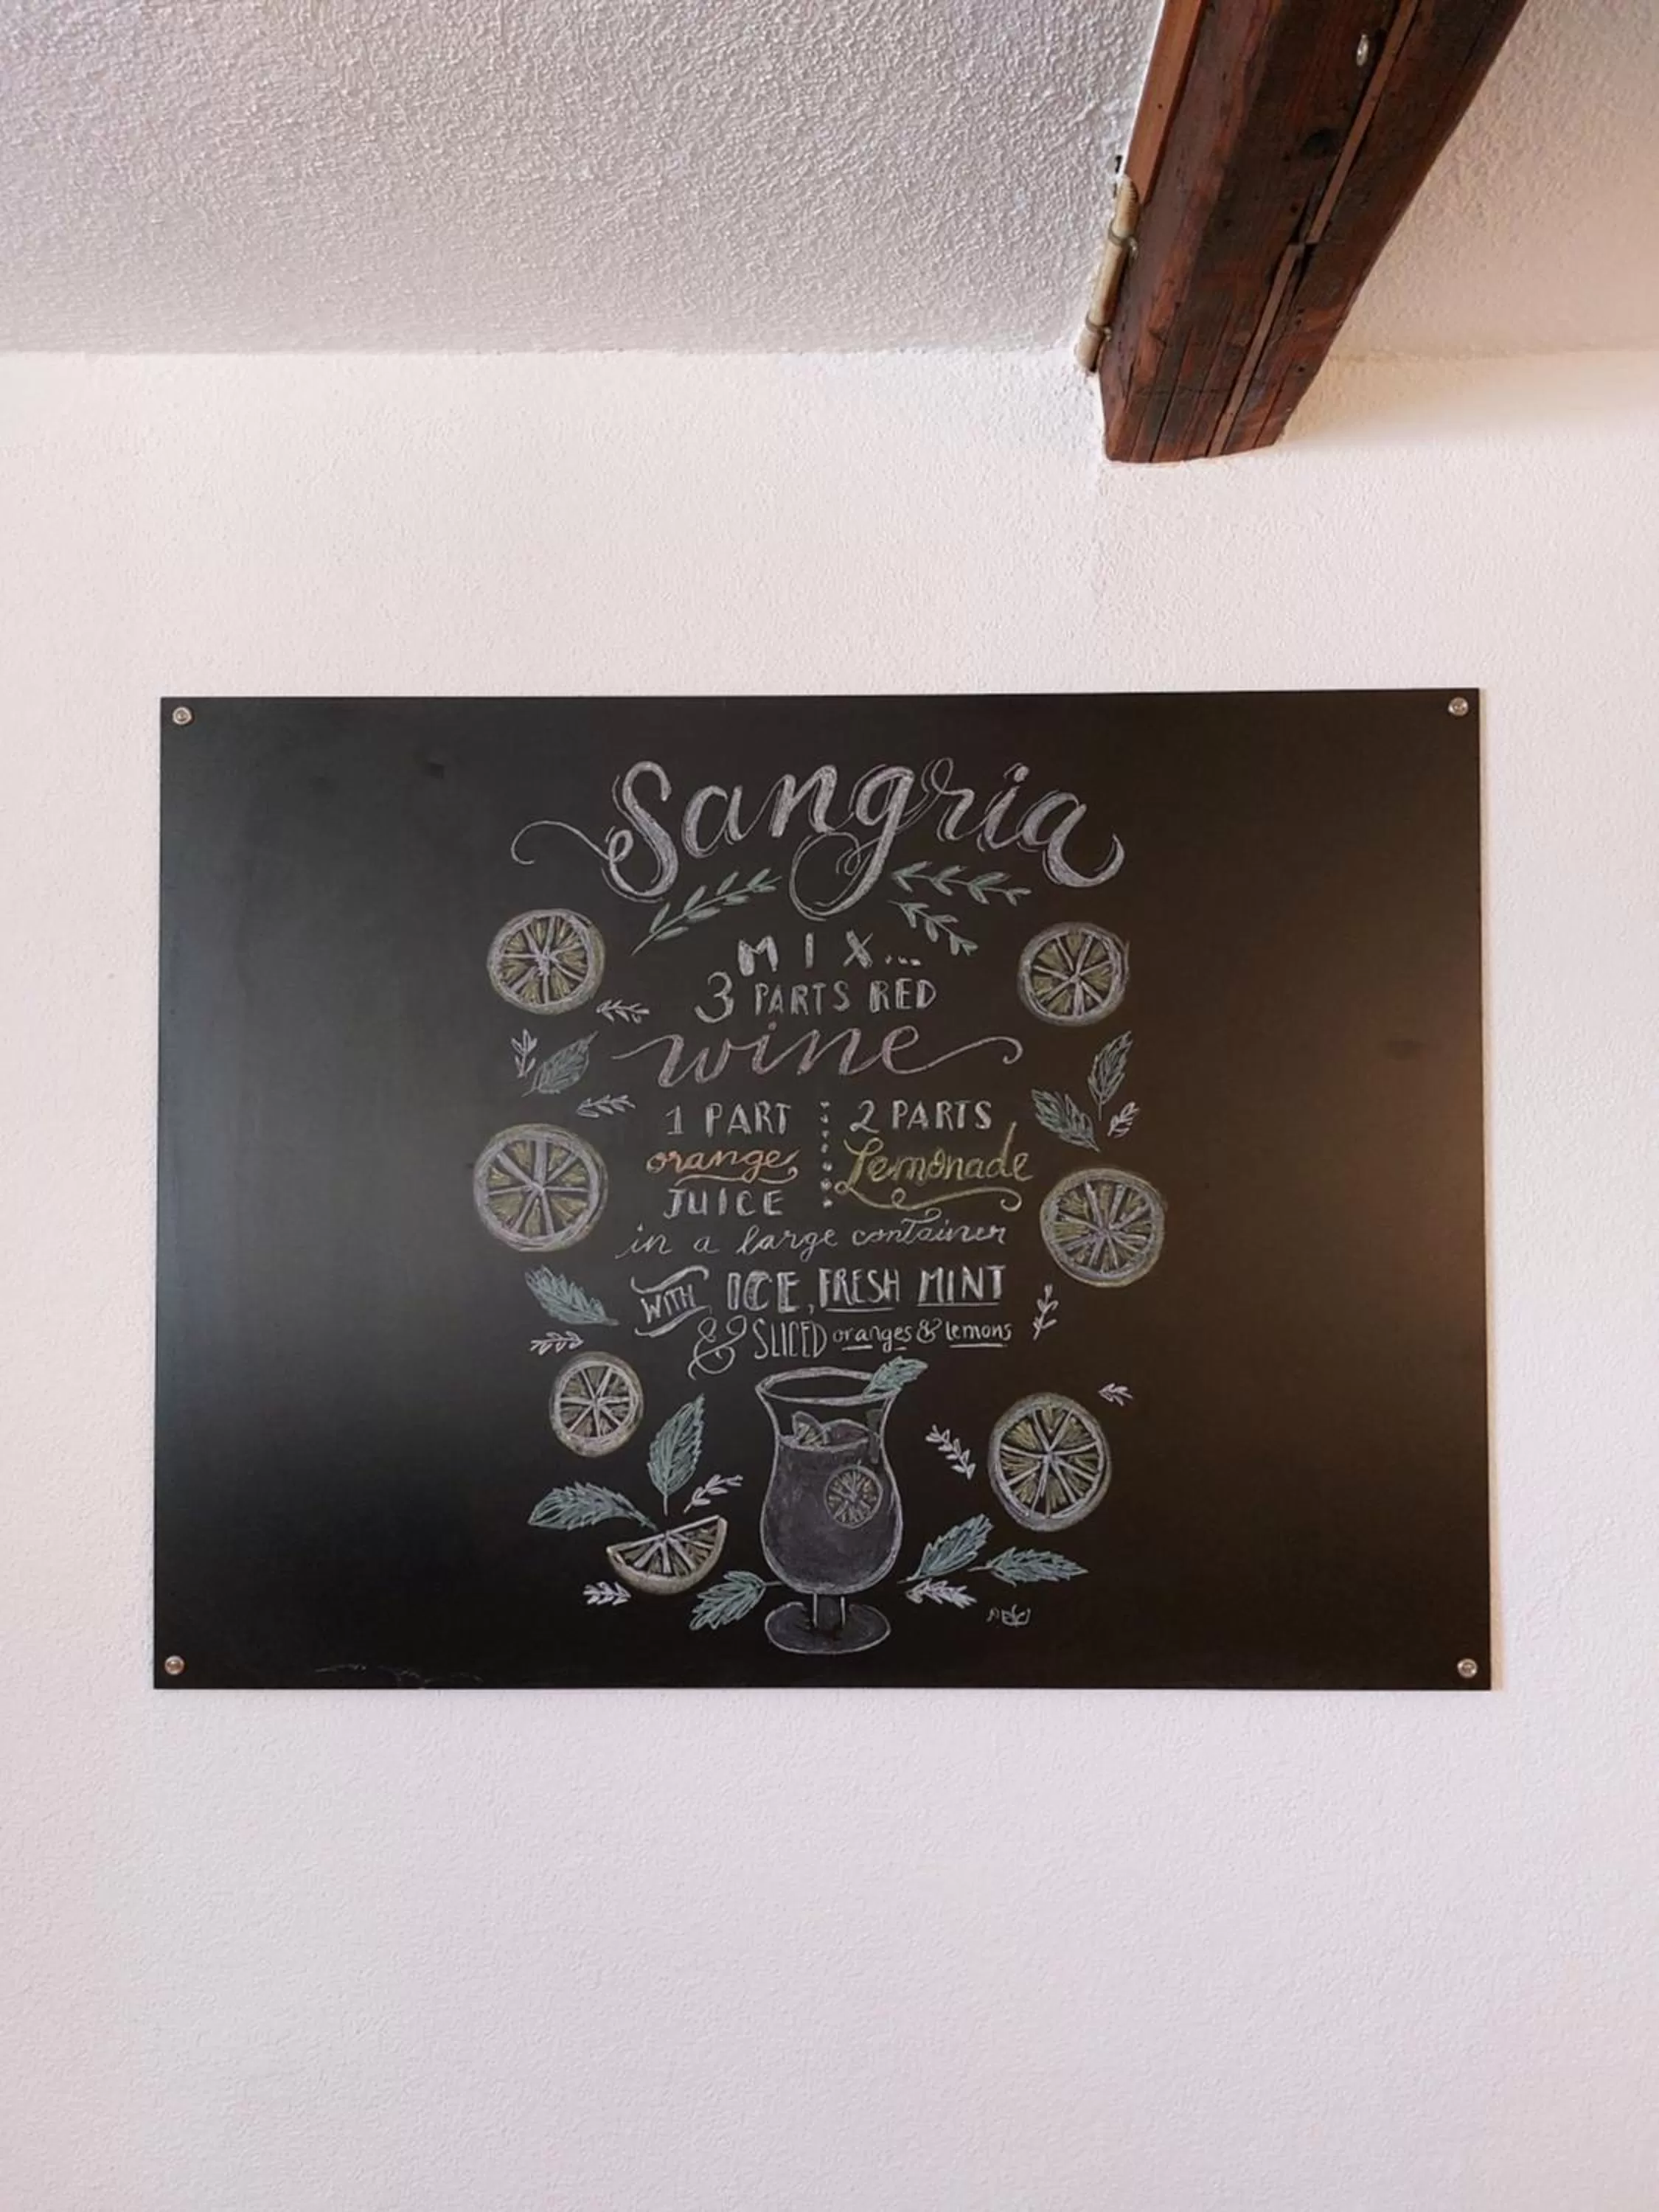 Sangria
MIX...
3 PARTS RED
wine
1 PART
orange
JUICE
2 PARTS
Lemonade
in a large container
WITH ICE, FRESH MINT
& SLICED oranges & lemons